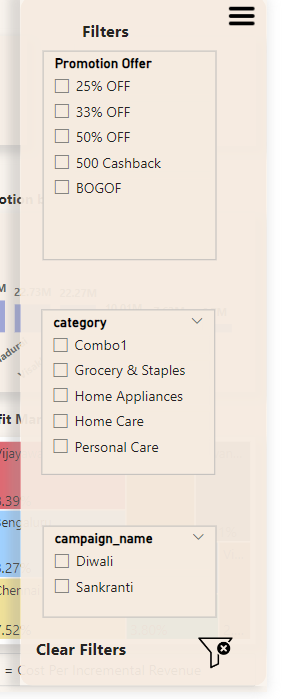 Filters
Promotion Offer
25% OFF
33% OFF
50% OFF
500 Cashback
BOGOF
category
Combo1
Grocery & Staples
Home Appliances
Home Care
Personal Care
campaign_name
Diwali
Sankranti
Clear Filters
= Cost Per Incremental Revenue